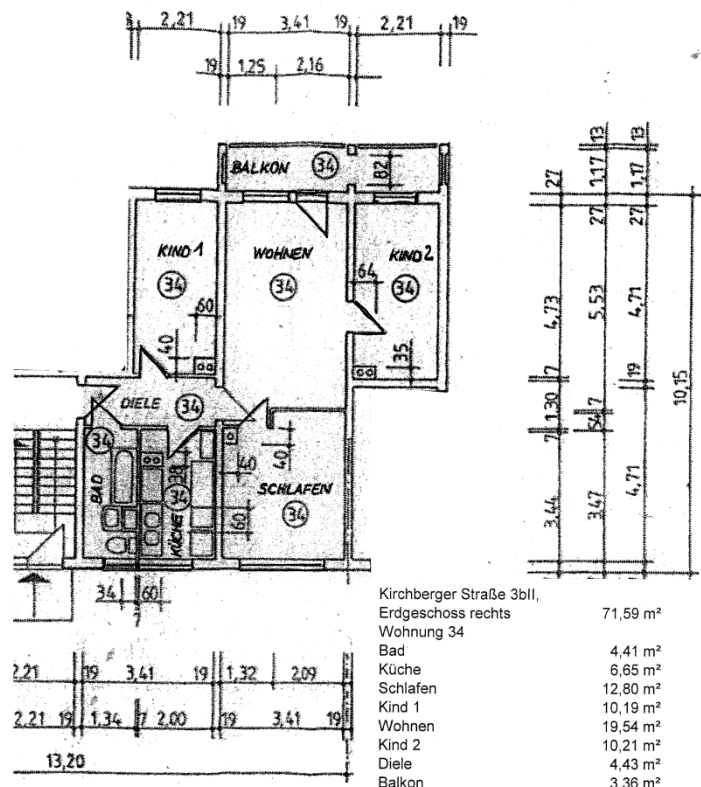 2,21 19 3,41 19 2,21 19
19 1,25 2,16
BALKON 34 82
KIND 1 34 60 40
WOHNEN 34
KIND 2 34 64 35
DIELE 34
34 BAD
38 34 KÜCHE 60
40 40
SCHLAFEN 34
34 60
7
27 4,73 7 1,30 7 3,44
13 1,17 27 5,53 7 54 3,47
13 1,17 27 4,71 19 4,71
10,15
2,21 19 3,41 19 1,32 2,09
2,21 19 1,34 7 2,00 19 3,41 19
13,20
Kirchberger Straße 3bII,
Erdgeschoss rechts 71,59 m²
Wohnung 34
Bad 4,41 m²
Küche 6,65 m²
Schlafen 12,80 m²
Kind 1 10,19 m²
Wohnen 19,54 m²
Kind 2 10,21 m²
Diele 4,43 m²
Balkon 3,36 m²